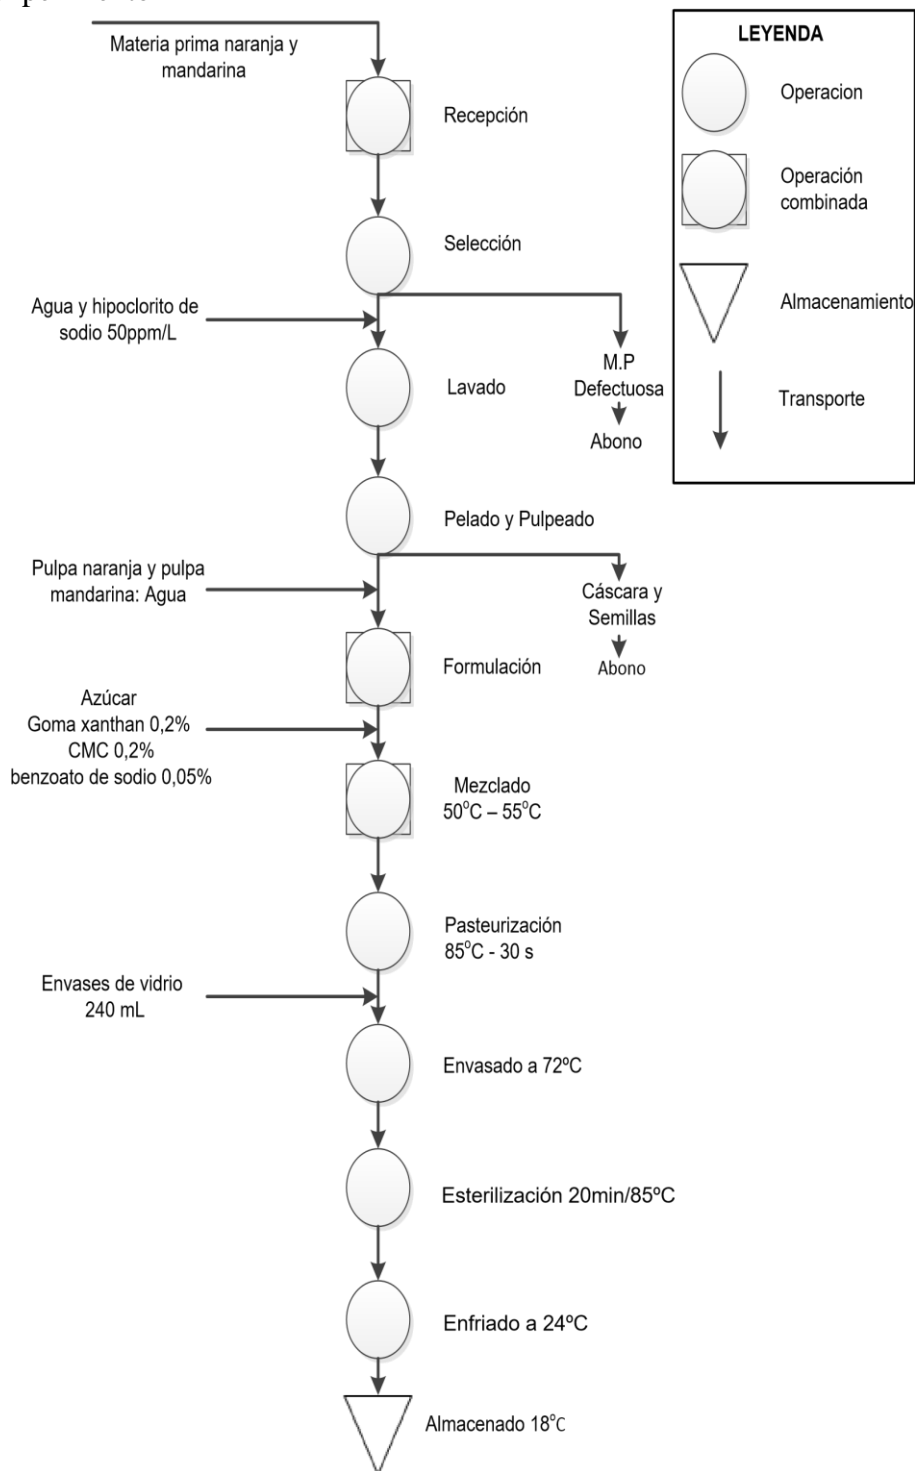 Materia prima naranja y
mandarina
Recepción
Selección
Agua y hipoclorito de
sodio 50ppm/L
M.P
Defectuosa
Abono
Lavado
Pelado y Pulpeado
Pulpa naranja y pulpa
mandarina: Agua
Cáscara y
Semillas
Abono
Formulación
Azúcar
Goma xanthan 0,2%
CMC 0,2%
benzoato de sodio 0,05%
Mezclado
50°C – 55°C
Pasteurización
85°C - 30 s
Envases de vidrio
240 mL
Envasado a 72ºC
Esterilización 20min/85ºC
Enfriado a 24ºC
Almacenado 18°C
LEYENDA
Operacion
Operación
combinada
Almacenamiento
Transporte